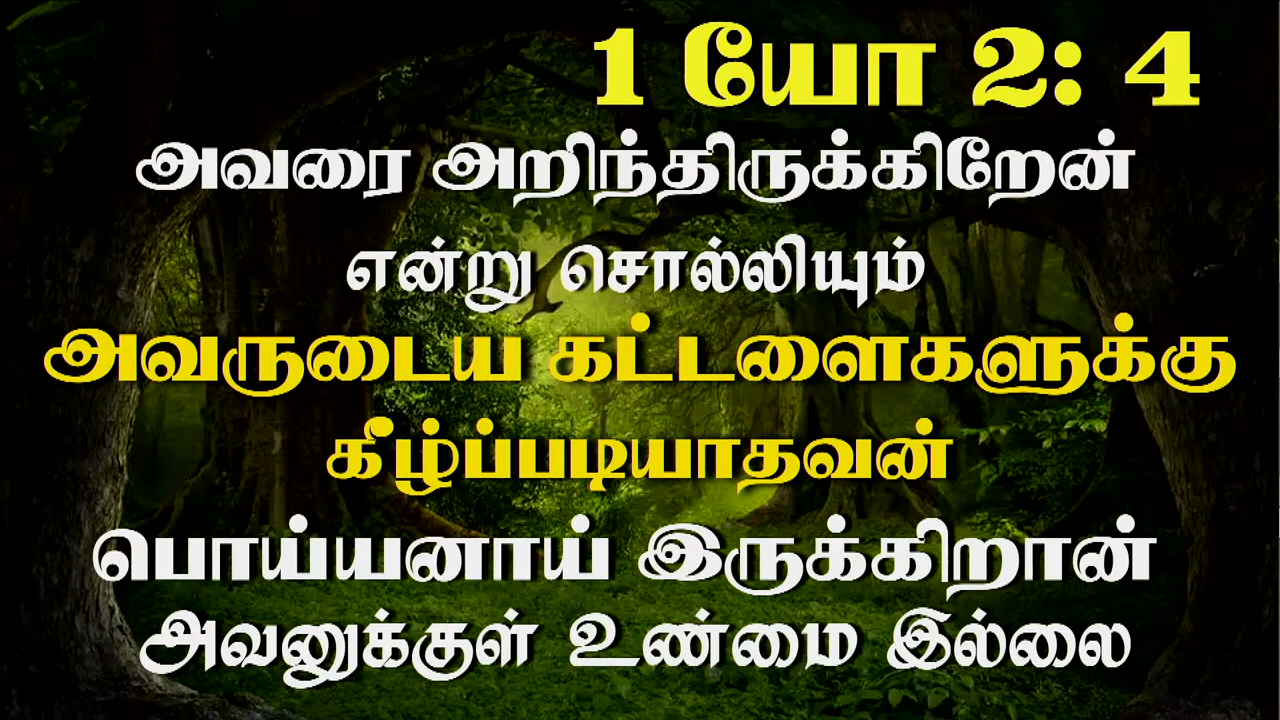 1 யோ 2: 4
அவரை அறிந்திருக்கிறேன்
என்று சொல்லியும்
அவருடைய கட்டளைகளுக்கு
கீழ்ப்படியாதவன்
பொய்யனாய் இருக்கிறான்
அவனுக்குள் உண்மை இல்லை